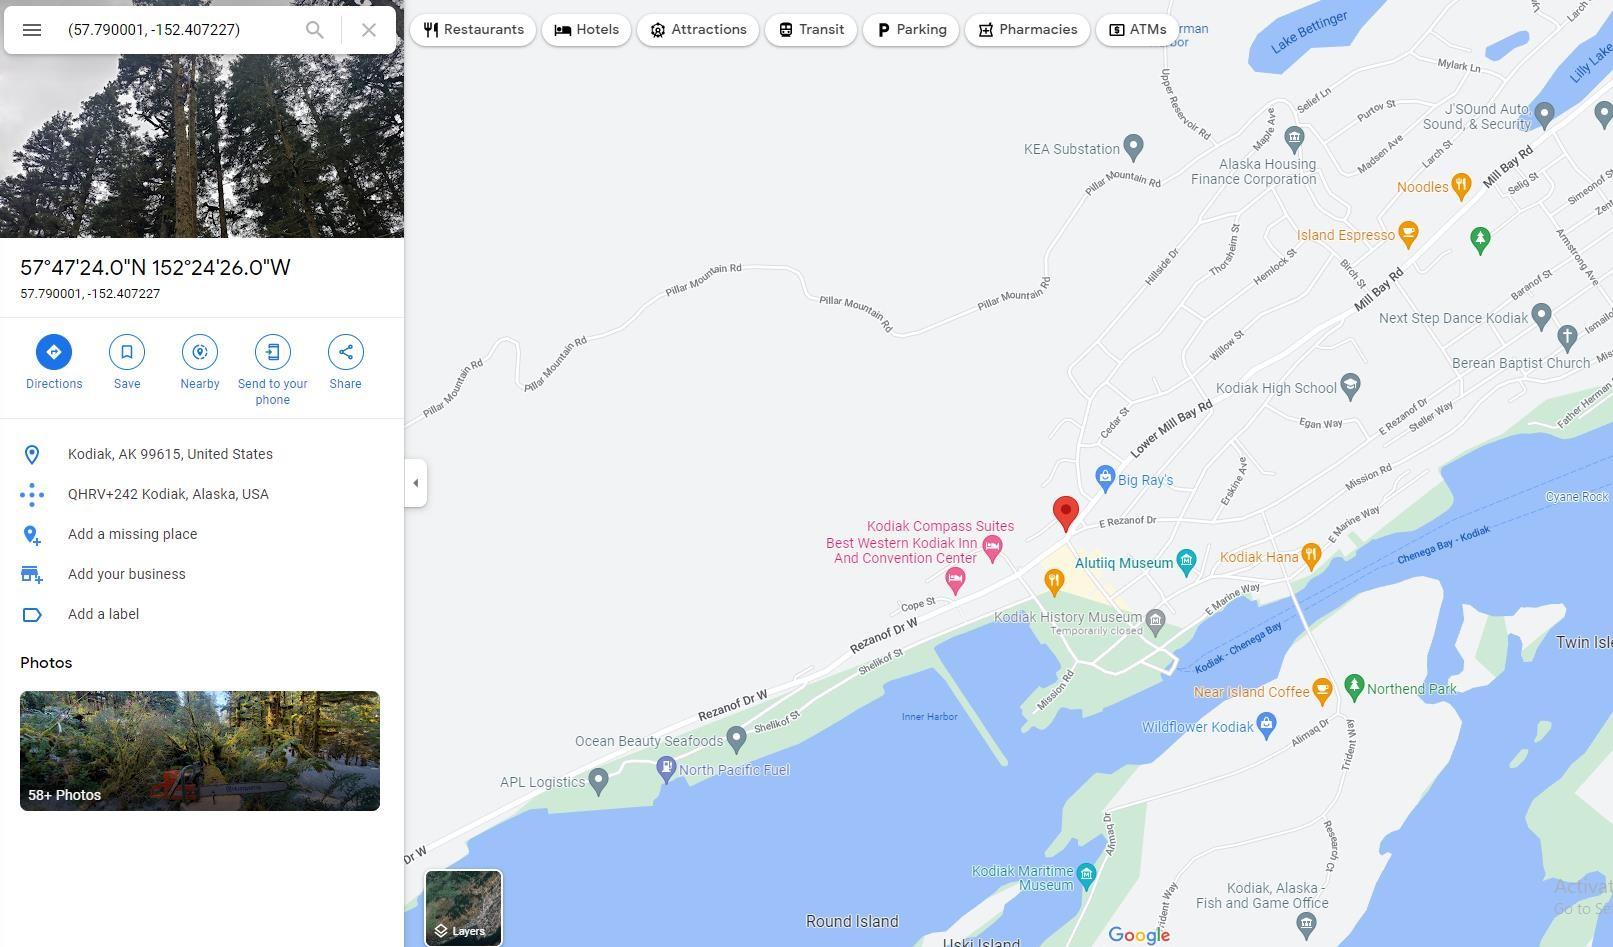 (57.790001, -152.407227)
Restaurants
Hotels
Attractions
Transit
Parking
Pharmacies
ATMs
57°47'24.0"N 152°24'26.0"W
57.790001, -152.407227
Directions
Save
Nearby
Send to your
phone
Share
Kodiak, AK 99615, United States
QHRV+242 Kodiak, Alaska, USA
Add a missing place
Add your business
Add a label
Photos
58+ Photos
Layers
Lake Bettinger
Lilly Lake
Mylark Ln
Larch St
Upper Reservoir Rd
Selief Ln
Purtov St
Maple Ave
Madsen Ave
Larch St
J'SOund Auto,
Sound, & Security
KEA Substation
Alaska Housing
Finance Corporation
Mill Bay Rd
Selig St
Simeonof St
Pillar Mountain Rd
Noodles
Island Espresso
Thorsheim St
Hillside Dr
Hemlock St
Birch St
Mill Bay Rd
Armstrong Ave
Baranof St
Pillar Mountain Rd
Pillar Mountain Rd
Pillar Mountain Rd
Pillar Mountain Rd
Pillar Mountain Rd
Next Step Dance Kodiak
Berean Baptist Church
Willow St
Kodiak High School
Cedar St
Lower Mill Bay Rd
Egan Way
E Rezanof Dr
Steller Way
Father Herman
Big Ray's
Erskine Ave
Mission Rd
Cyane Rock
E Rezanof Dr
E Marine Way
Kodiak Compass Suites
Best Western Kodiak Inn
And Convention Center
Alutiiq Museum
Kodiak Hana
Chenega Bay - Kodiak
Cope St
E Marine Way
Kodiak History Museum
Temporarily closed
Rezanof Dr W
Shelikof St
Kodiak - Chenega Bay
Mission Rd
Near Island Coffee
Northend Park
Rezanof Dr W
Shelikof St
Inner Harbor
Wildflower Kodiak
Alimaq Dr
Trident Way
Ocean Beauty Seafoods
North Pacific Fuel
APL Logistics
Dr W
Research Ct
Kodiak Maritime
Museum
Kodiak, Alaska -
Fish and Game Office
Round Island
Uski Island
Google